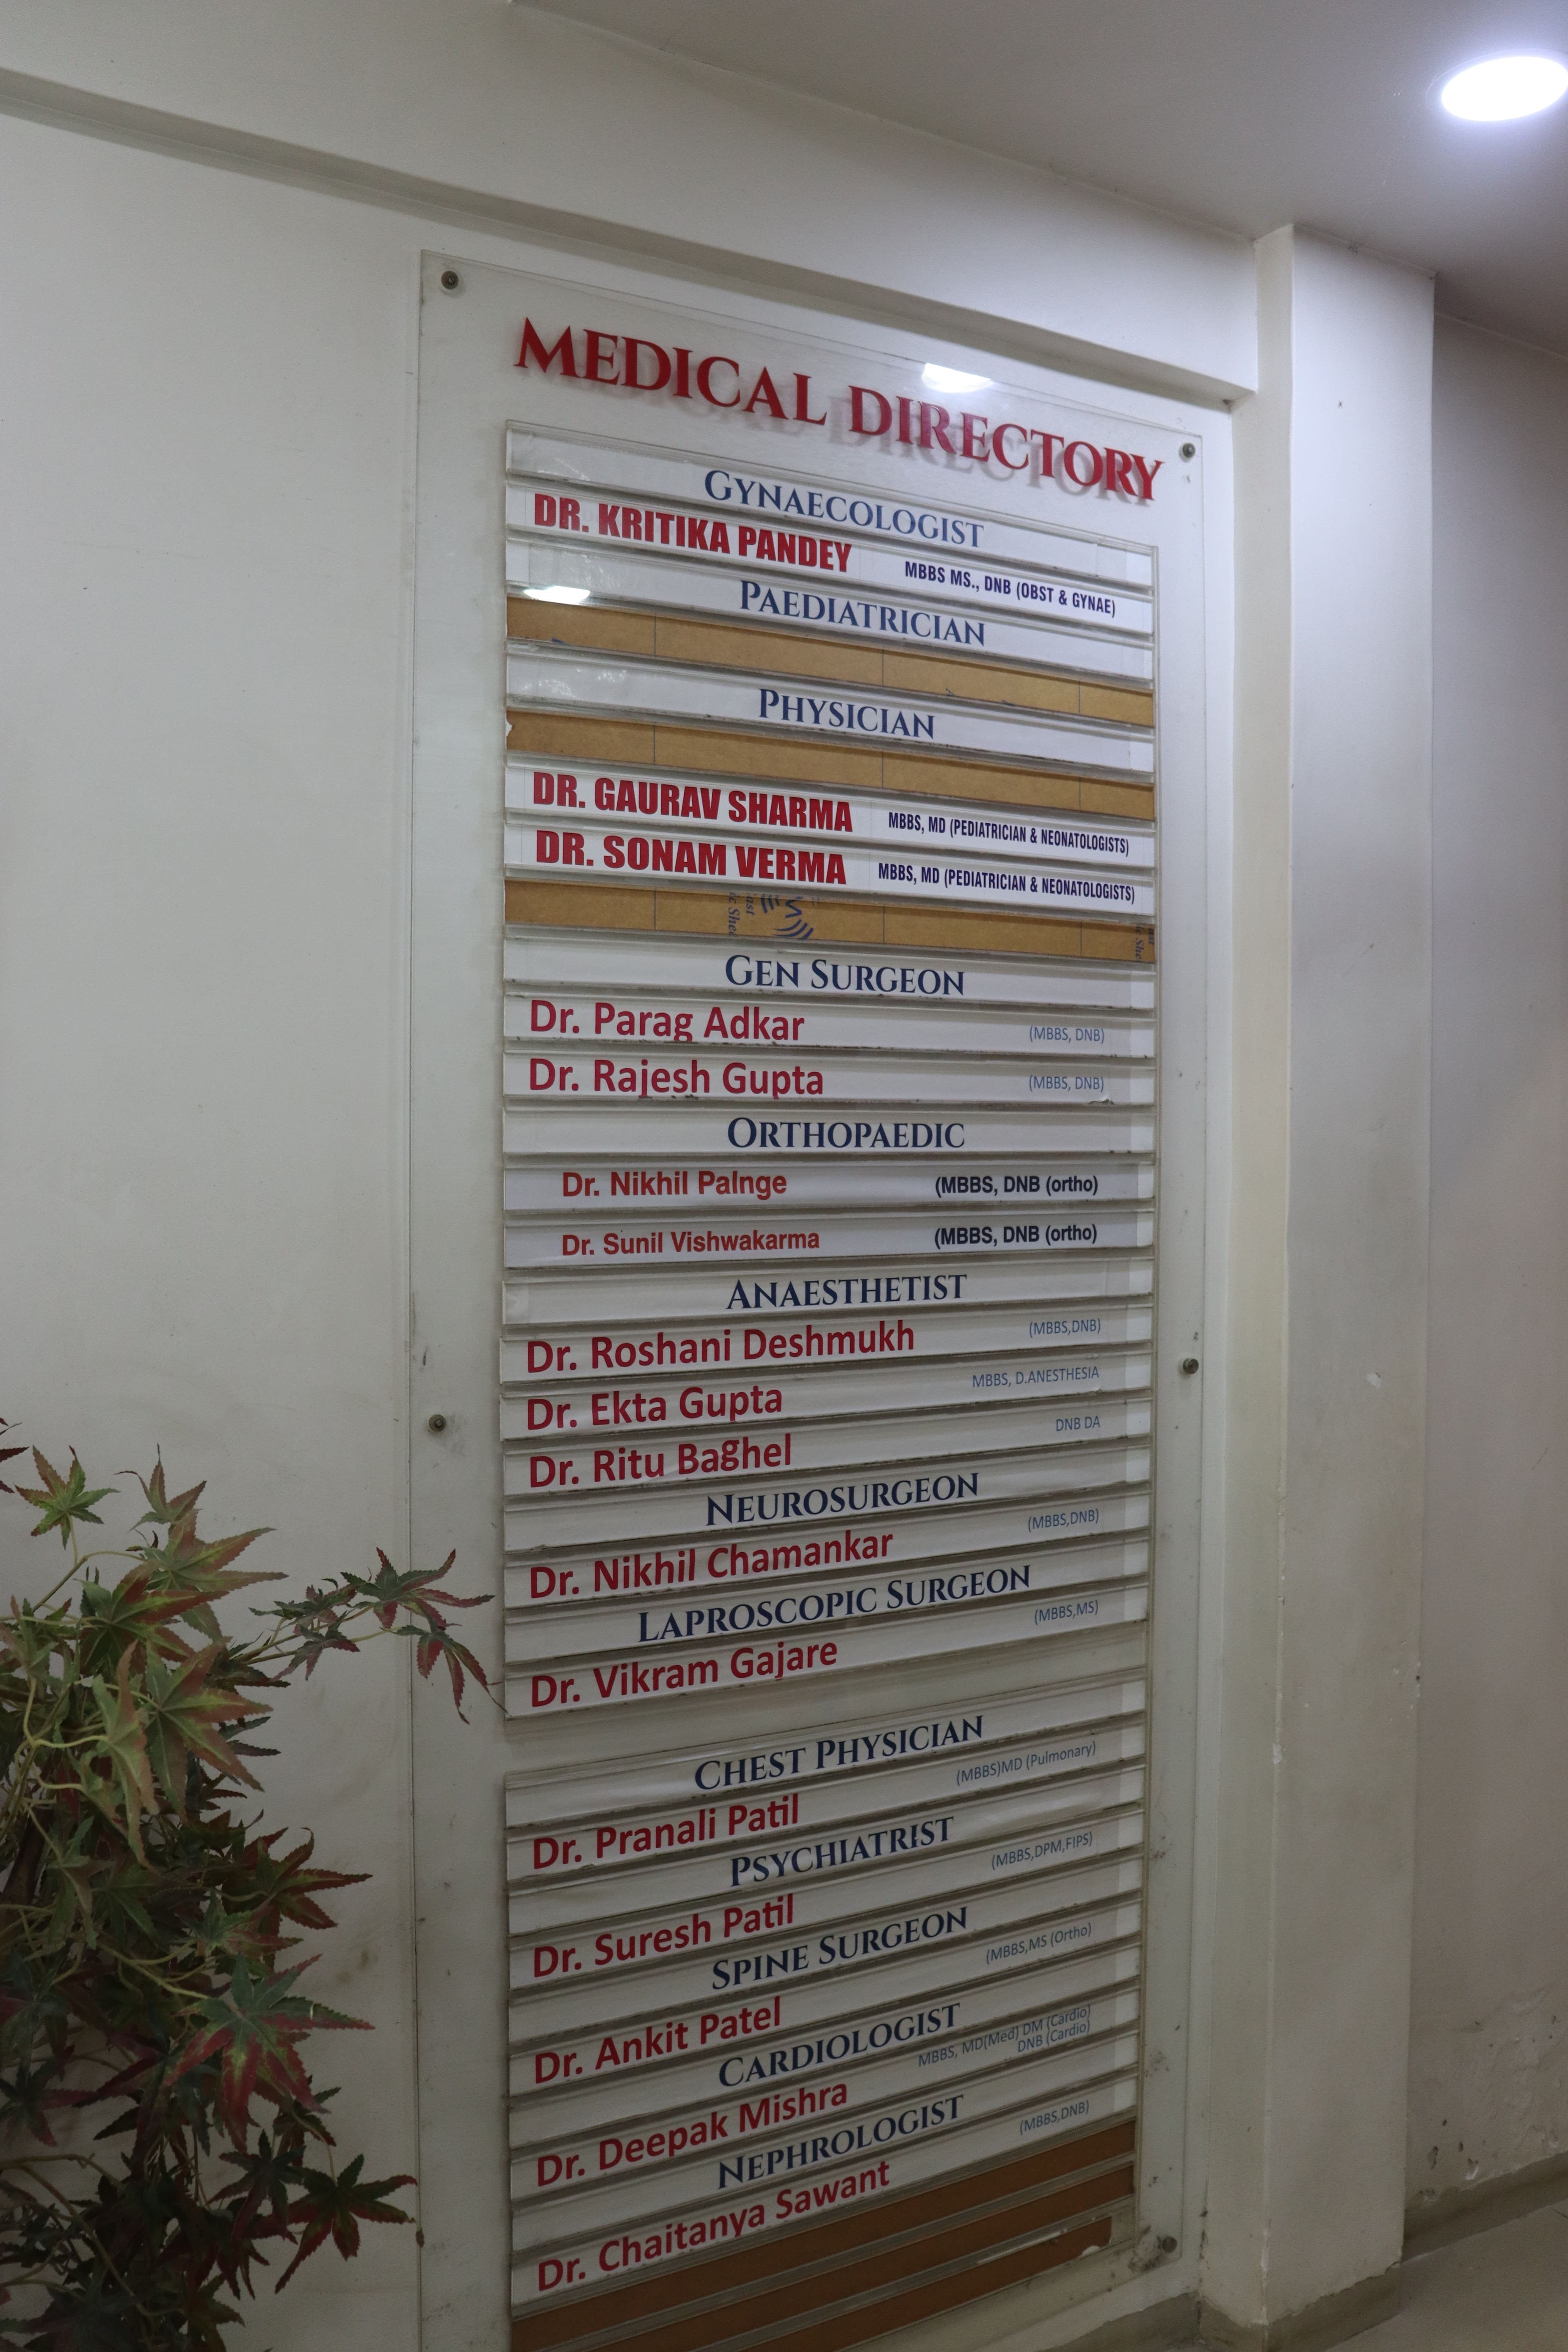 MEDICAL DIRECTORY
GYNAECOLOGIST
DR. KRITIKA PANDEY MBBS MS., DNB (OBST & GYNAE)
PAEDIATRICIAN
PHYSICIAN
DR. GAURAV SHARMA MBBS, MD (PEDIATRICIAN & NEONATOLOGISTS)
DR. SONAM VERMA MBBS, MD (PEDIATRICIAN & NEONATOLOGISTS)
GEN SURGEON
Dr. Parag Adkar (MBBS, DNB)
Dr. Rajesh Gupta (MBBS, DNB)
ORTHOPAEDIC
Dr. Nikhil Palnge (MBBS, DNB (ortho)
Dr. Sunil Vishwakarma (MBBS, DNB (ortho)
ANAESTHETIST
Dr. Roshani Deshmukh (MBBS,DNB)
Dr. Ekta Gupta MBBS, D.ANESTHESIA
Dr. Ritu Baghel DNB DA
NEUROSURGEON
Dr. Nikhil Chamankar (MBBS,DNB)
LAPROSCOPIC SURGEON
Dr. Vikram Gajare (MBBS,MS)
CHEST PHYSICIAN
Dr. Pranali Patil (MBBS)MD (Pulmonary)
PSYCHIATRIST
Dr. Suresh Patil (MBBS,DPM,FIPS)
SPINE SURGEON
Dr. Ankit Patel (MBBS,MS (Ortho)
CARDIOLOGIST
Dr. Deepak Mishra MBBS, MD(Med) DM (Cardio)
DNB (Cardio)
NEPHROLOGIST
Dr. Chaitanya Sawant (MBBS,DNB)